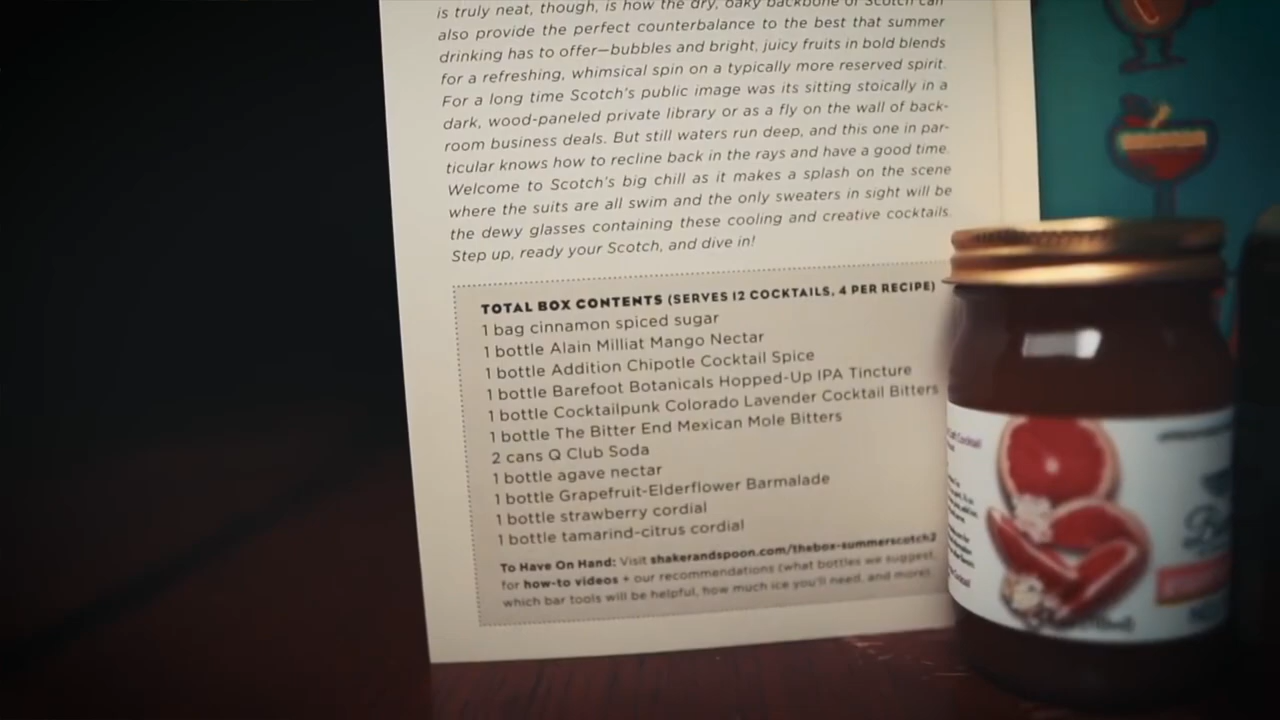 is truly neat, though, is how the dry, oaky backbone of Scotch can
also provide the perfect counterbalance to the best that summer
drinking has to offer—bubbles and bright, juicy fruits in bold blends
for a refreshing, whimsical spin on a typically more reserved spirit.
For a long time Scotch's public image was its sitting stoically in a
dark, wood-paneled private library or as a fly on the wall of back-
room business deals. But still waters run deep, and this one in par-
ticular knows how to recline back in the rays and have a good time.
Welcome to Scotch's big chill as it makes a splash on the scene
where the suits are all swim and the only sweaters in sight will be
the dewy glasses containing these cooling and creative cocktails.
Step up, ready your Scotch, and dive in!
TOTAL BOX CONTENTS (SERVES 12 COCKTAILS, 4 PER RECIPE)
1 bag cinnamon spiced sugar
1 bottle Alain Milliat Mango Nectar
1 bottle Addition Chipotle Cocktail Spice
1 bottle Barefoot Botanicals Hopped-Up IPA Tincture
1 bottle Cocktailpunk Colorado Lavender Cocktail Bitters
1 bottle The Bitter End Mexican Mole Bitters
2 cans Q Club Soda
1 bottle agave nectar
1 bottle Grapefruit-Elderflower Barmalade
1 bottle strawberry cordial
1 bottle tamarind-citrus cordial
To Have On Hand: Visit shakerandspoon.com/thebox-summerscotch2
for how-to videos + our recommendations (what bottles we suggest,
which bar tools will be helpful, how much ice you'll need, and more).